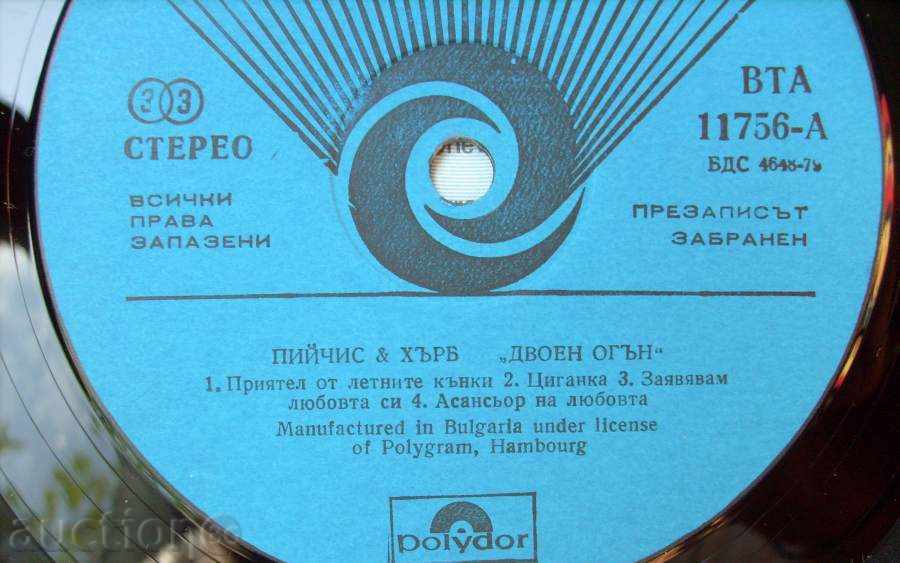 33
СТЕРЕО
ВСИЧКИ
ПРАВА
ЗАПАЗЕНИ
ВТА
11756-А
БДС 4648-79
ПРЕЗАПИСЪТ
ЗАБРАНЕН
ПИЙЧИС & ХЪРБ „ДВОЕН ОГЪН“
1. Приятел от летните кънки 2. Циганка 3. Заявявам
любовта си 4. Асансьор на любовта
Manufactured in Bulgaria under license
of Polygram, Hambourg
polydor
auction